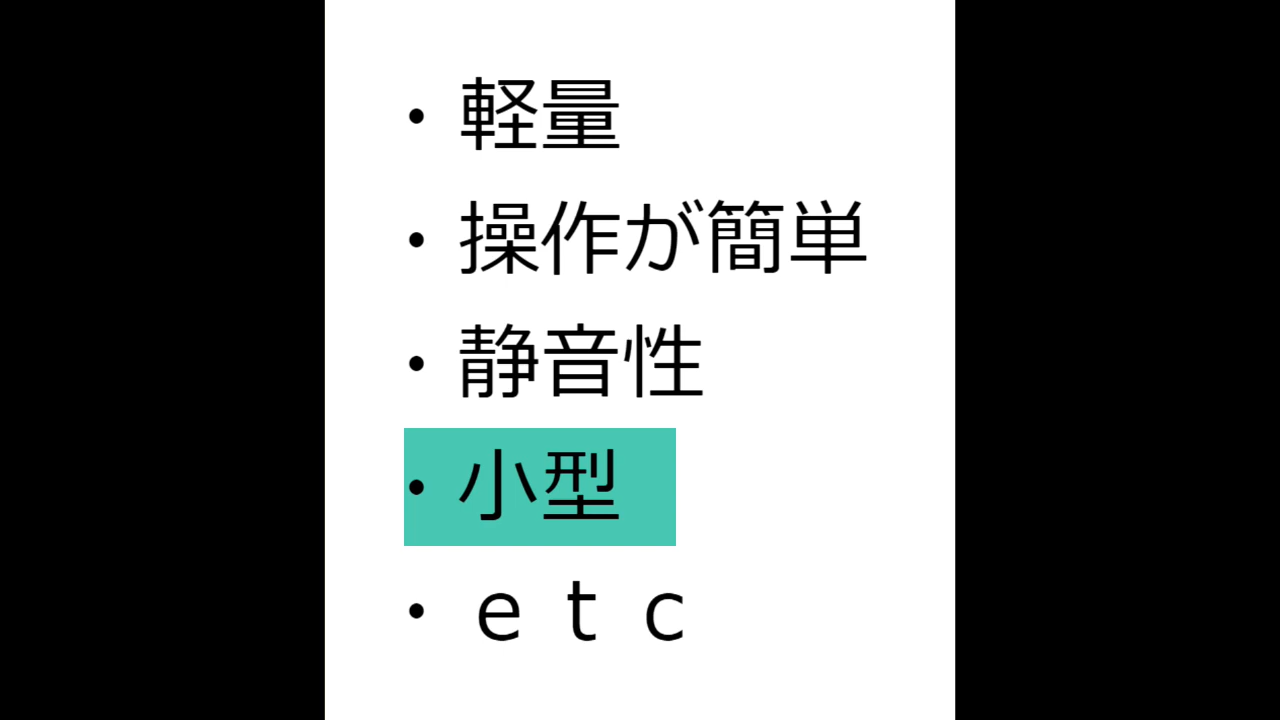 ・軽量
・操作が簡単
・静音性
・小型
・ｅｔｃ